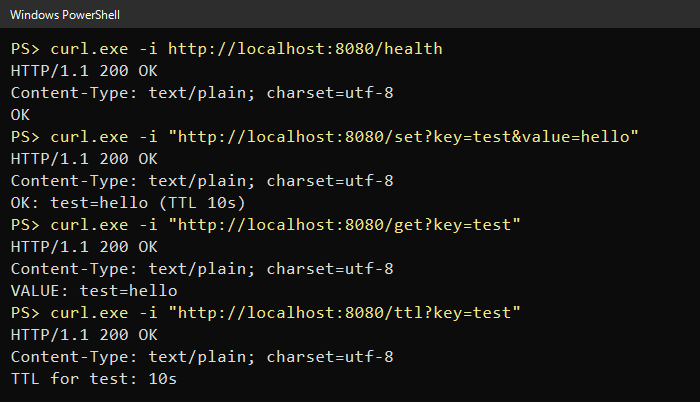 Windows PowerShell
PS> curl.exe -i http://localhost:8080/health
HTTP/1.1 200 OK
Content-Type: text/plain; charset=utf-8
OK
PS> curl.exe -i "http://localhost:8080/set?key=test&value=hello"
HTTP/1.1 200 OK
Content-Type: text/plain; charset=utf-8
OK: test=hello (TTL 10s)
PS> curl.exe -i "http://localhost:8080/get?key=test"
HTTP/1.1 200 OK
Content-Type: text/plain; charset=utf-8
VALUE: test=hello
PS> curl.exe -i "http://localhost:8080/ttl?key=test"
HTTP/1.1 200 OK
Content-Type: text/plain; charset=utf-8
TTL for test: 10s